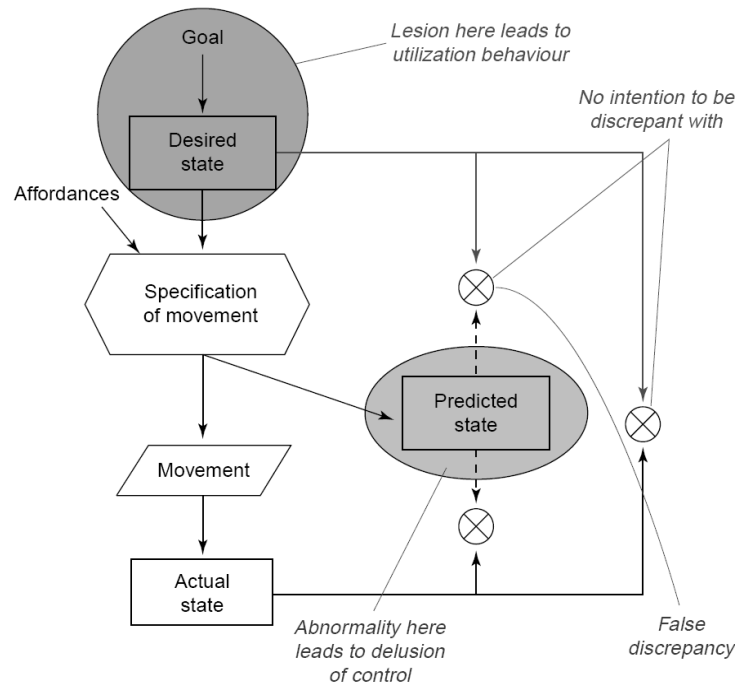 Goal
Lesion here leads to
utilization behaviour
No intention to be
discrepant with
Desired
state
Affordances
Specification
of movement
Predicted
state
Movement
Actual
state
Abnormality here
leads to delusion
of control
False
discrepancy